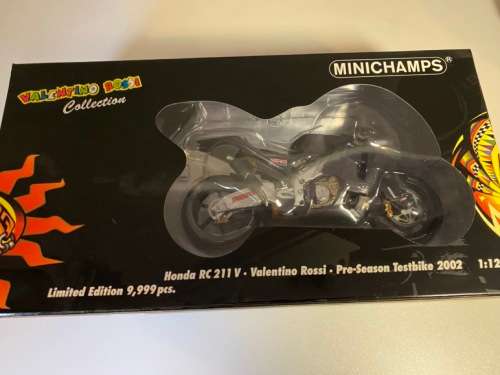 VALENTINO ROSSI
Collection
MINICHAMPS®
Honda RC 211 V · Valentino Rossi · Pre-Season Testbike 2002
1:12
Limited Edition 9,999 pcs.